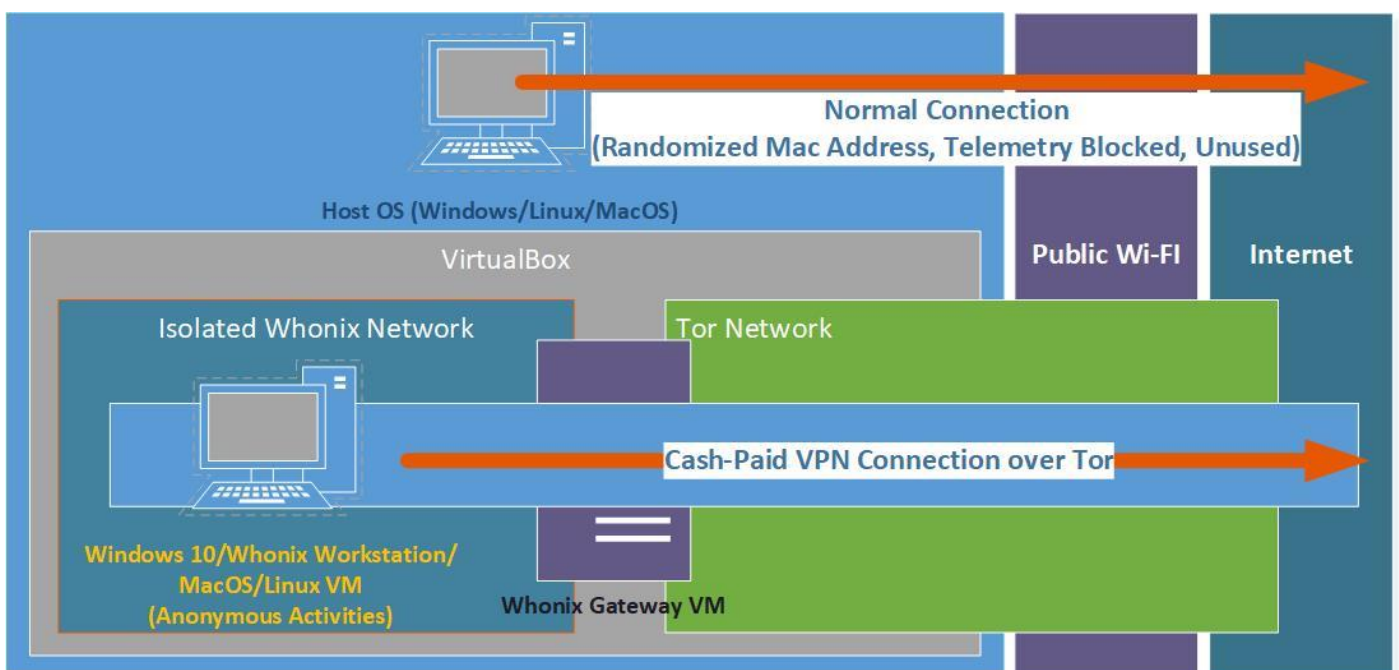 Normal Connection
(Randomized Mac Address, Telemetry Blocked, Unused)
Host OS (Windows/Linux/MacOS)
VirtualBox
Public Wi-FI
Internet
Isolated Whonix Network
Tor Network
Cash-Paid VPN Connection over Tor
Windows 10/Whonix Workstation/
MacOS/Linux VM
(Anonymous Activities)
Whonix Gateway VM